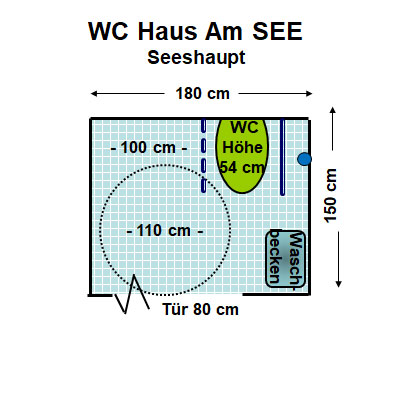 WC Haus Am SEE
Seeshaupt
180 cm
WC
Höhe
54 cm
- 100 cm -
150 cm
- 110 cm -
Wasch-
becken
Tür 80 cm